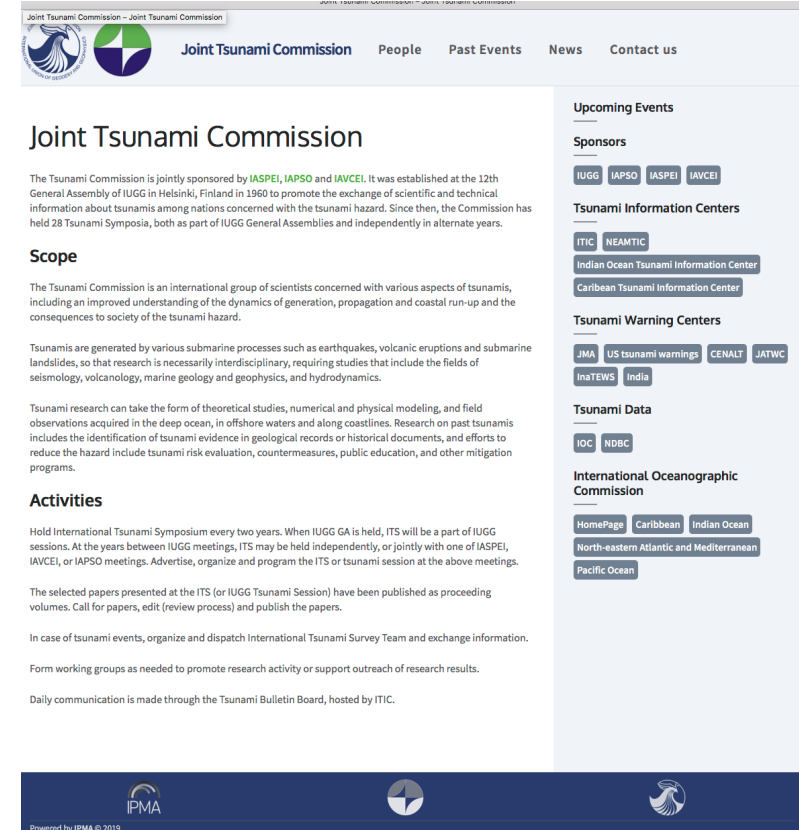 Joint Tsunami Commission – Joint Tsunami Commission
Joint Tsunami Commission – Joint Tsunami Commission
INTERNATIONAL UNION OF GEODESY AND GEOPHYSICS
Joint Tsunami Commission People Past Events News Contact us
Joint Tsunami Commission
The Tsunami Commission is jointly sponsored by IASPEI, IAPSO and IAVCEI. It was established at the 12th
General Assembly of IUGG in Helsinki, Finland in 1960 to promote the exchange of scientific and technical
information about tsunamis among nations concerned with the tsunami hazard. Since then, the Commission has
held 28 Tsunami Symposia, both as part of IUGG General Assemblies and independently in alternate years.
Scope
The Tsunami Commission is an international group of scientists concerned with various aspects of tsunamis,
including an improved understanding of the dynamics of generation, propagation and coastal run-up and the
consequences to society of the tsunami hazard.
Tsunamis are generated by various submarine processes such as earthquakes, volcanic eruptions and submarine
landslides, so that research is necessarily interdisciplinary, requiring studies that include the fields of
seismology, volcanology, marine geology and geophysics, and hydrodynamics.
Tsunami research can take the form of theoretical studies, numerical and physical modeling, and field
observations acquired in the deep ocean, in offshore waters and along coastlines. Research on past tsunamis
includes the identification of tsunami evidence in geological records or historical documents, and efforts to
reduce the hazard include tsunami risk evaluation, countermeasures, public education, and other mitigation
programs.
Activities
Hold International Tsunami Symposium every two years. When IUGG GA is held, ITS will be a part of IUGG
sessions. At the years between IUGG meetings, ITS may be held independently, or jointly with one of IASPEI,
IAVCEI, or IAPSO meetings. Advertise, organize and program the ITS or tsunami session at the above meetings.
The selected papers presented at the ITS (or IUGG Tsunami Session) have been published as proceeding
volumes. Call for papers, edit (review process) and publish the papers.
In case of tsunami events, organize and dispatch International Tsunami Survey Team and exchange information.
Form working groups as needed to promote research activity or support outreach of research results.
Daily communication is made through the Tsunami Bulletin Board, hosted by ITIC.
Upcoming Events
Sponsors
IUGG IAPSO IASPEI IAVCEI
Tsunami Information Centers
ITIC NEAMTIC
Indian Ocean Tsunami Information Center
Caribean Tsunami Information Center
Tsunami Warning Centers
JMA US tsunami warnings CENALT JATWC
InaTEWS India
Tsunami Data
IOC NDBC
International Oceanographic
Commission
HomePage Caribbean Indian Ocean
North-eastern Atlantic and Mediterranean
Pacific Ocean
IPMA
Powered by IPMA © 2019